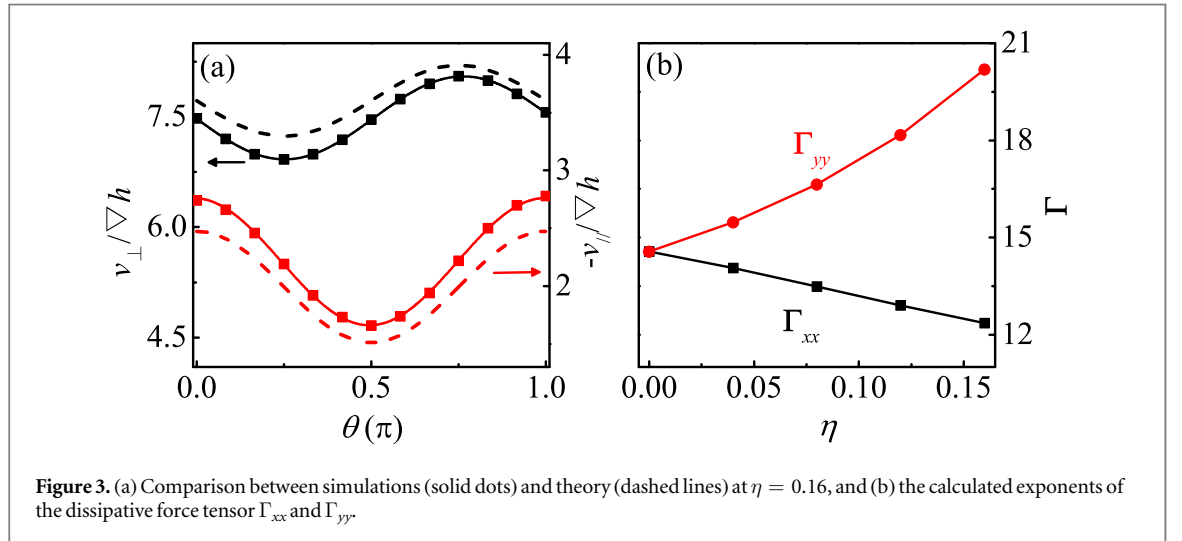 (a)
(b)
7.5
6.0
4.5
v⊥/▽h
4
3
2
-v//​/▽h
0.0 0.5 1.0
θ(π)
Γyy
Γxx
21
18
15
12
Γ
0.00 0.05 0.10 0.15
η
Figure 3. (a) Comparison between simulations (solid dots) and theory (dashed lines) at η = 0.16, and (b) the calculated exponents of
the dissipative force tensor Γxx and Γyy.